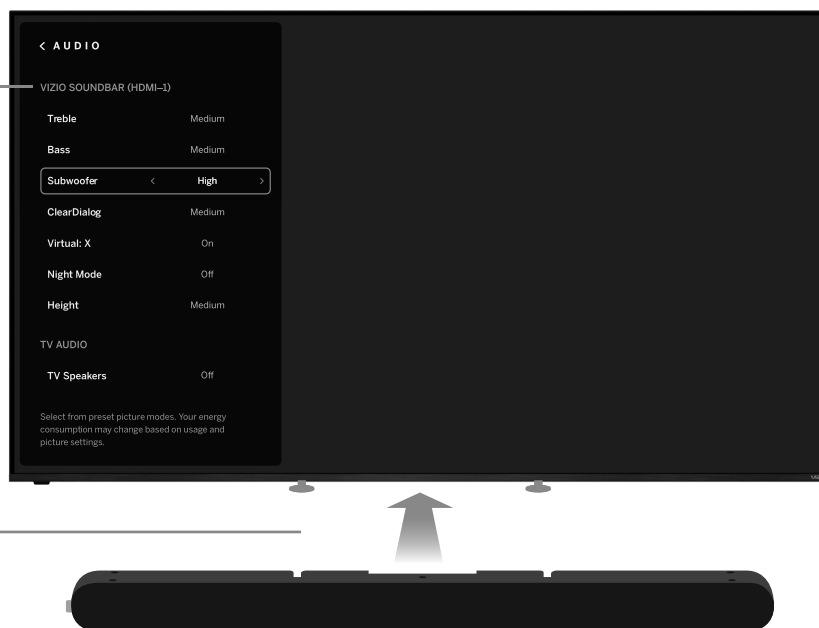 < AUDIO
VIZIO SOUNDBAR (HDMI–1)
Treble Medium
Bass Medium
Subwoofer < High >
ClearDialog Medium
Virtual: X On
Night Mode Off
Height Medium
TV AUDIO
TV Speakers Off
Select from preset picture modes. Your energy
consumption may change based on usage and
picture settings.